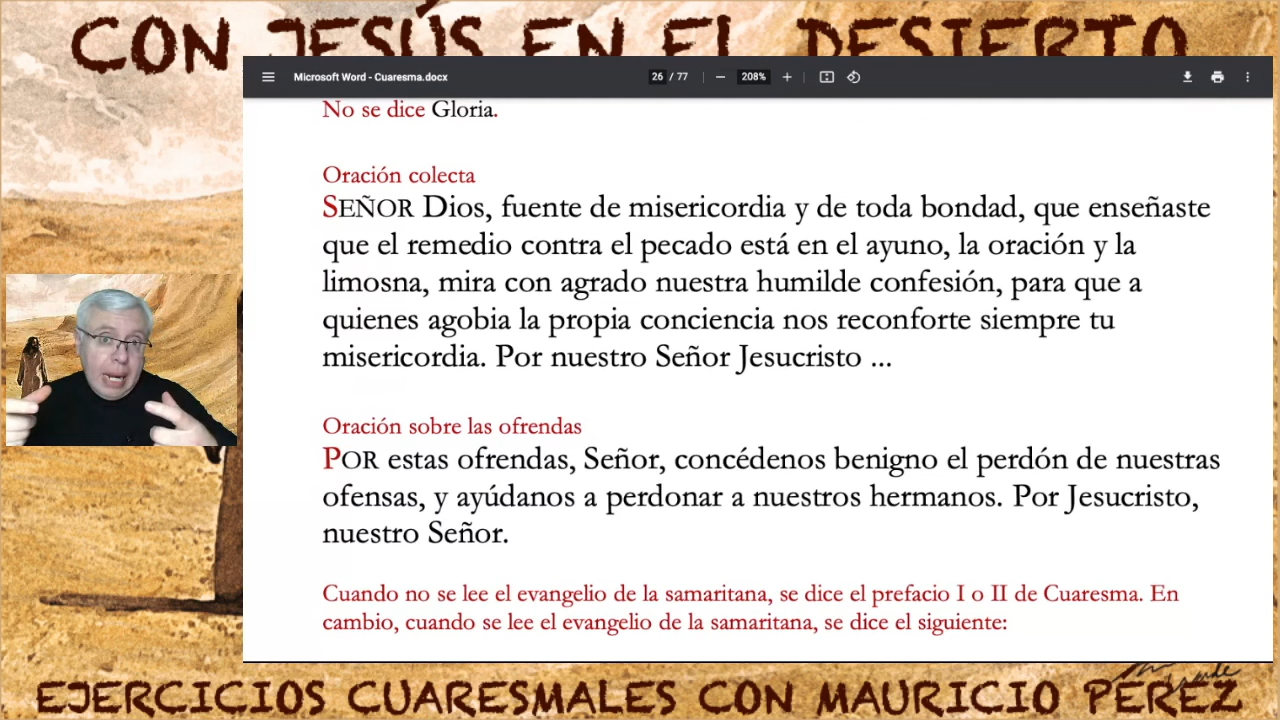 CON JESÚS EN EL DESIERTO
Microsoft Word - Cuaresma.docx
26 / 77
208%
No se dice Gloria.
Oración colecta
SEÑOR Dios, fuente de misericordia y de toda bondad, que enseñaste
que el remedio contra el pecado está en el ayuno, la oración y la
limosna, mira con agrado nuestra humilde confesión, para que a
quienes agobia la propia conciencia nos reconforte siempre tu
misericordia. Por nuestro Señor Jesucristo ...
Oración sobre las ofrendas
POR estas ofrendas, Señor, concédenos benigno el perdón de nuestras
ofensas, y ayúdanos a perdonar a nuestros hermanos. Por Jesucristo,
nuestro Señor.
Cuando no se lee el evangelio de la samaritana, se dice el prefacio I o II de Cuaresma. En
cambio, cuando se lee el evangelio de la samaritana, se dice el siguiente:
EJERCICIOS CUARESMALES CON MAURICIO PÉREZ